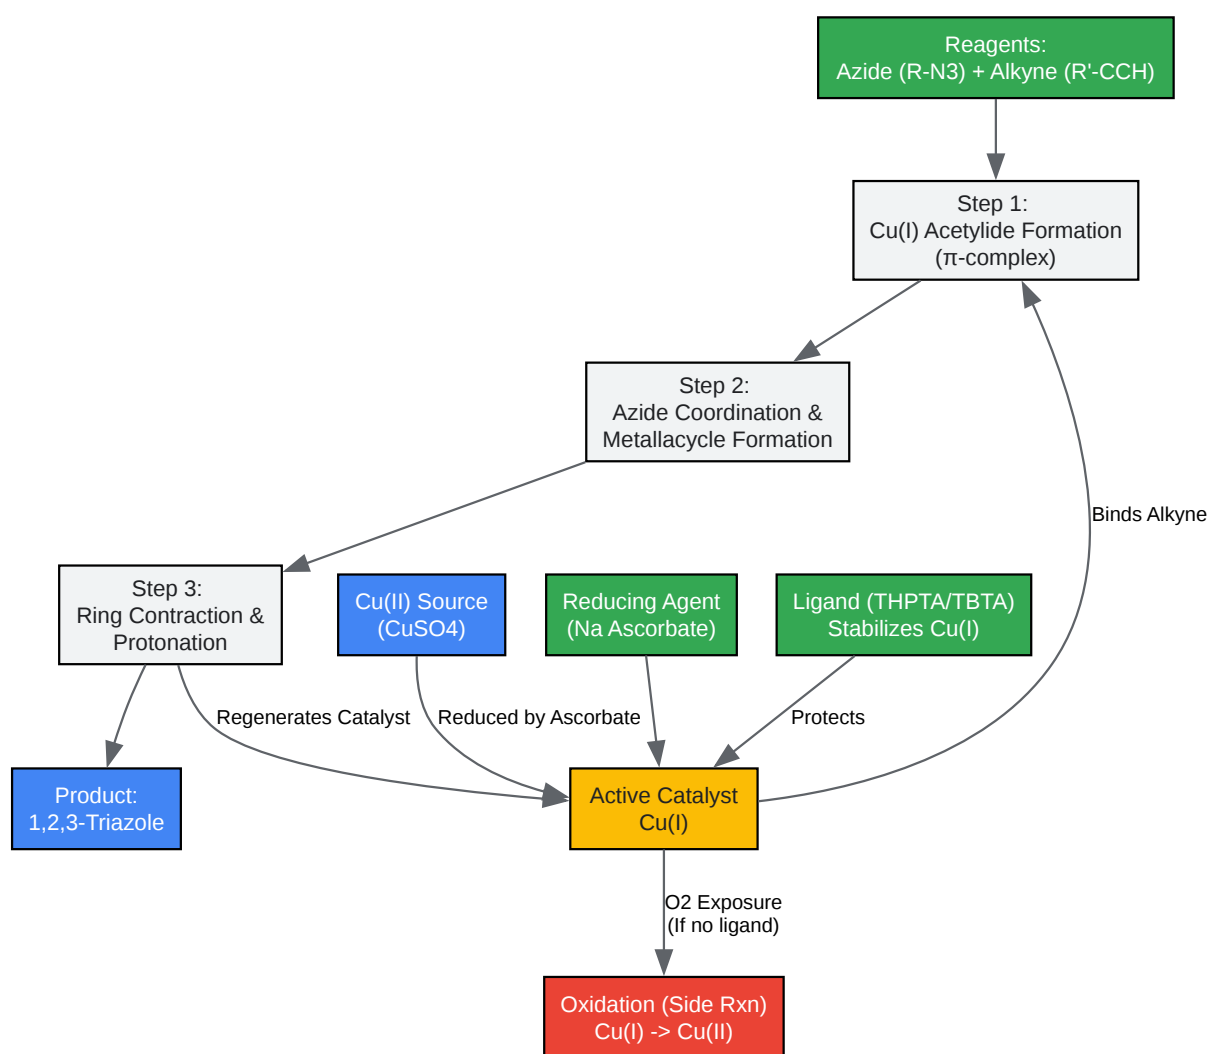 Reagents:
Azide (R-N3) + Alkyne (R'-CCH)
Step 1:
Cu(I) Acetylide Formation
(π-complex)
Step 2:
Azide Coordination &
Metallacycle Formation
Binds Alkyne
Step 3:
Ring Contraction &
Protonation
Cu(II) Source
(CuSO4)
Reducing Agent
(Na Ascorbate)
Ligand (THPTA/TBTA)
Stabilizes Cu(I)
Regenerates Catalyst
Reduced by Ascorbate
Protects
Product:
1,2,3-Triazole
Active Catalyst
Cu(I)
O2 Exposure
(If no ligand)
Oxidation (Side Rxn)
Cu(I) -> Cu(II)